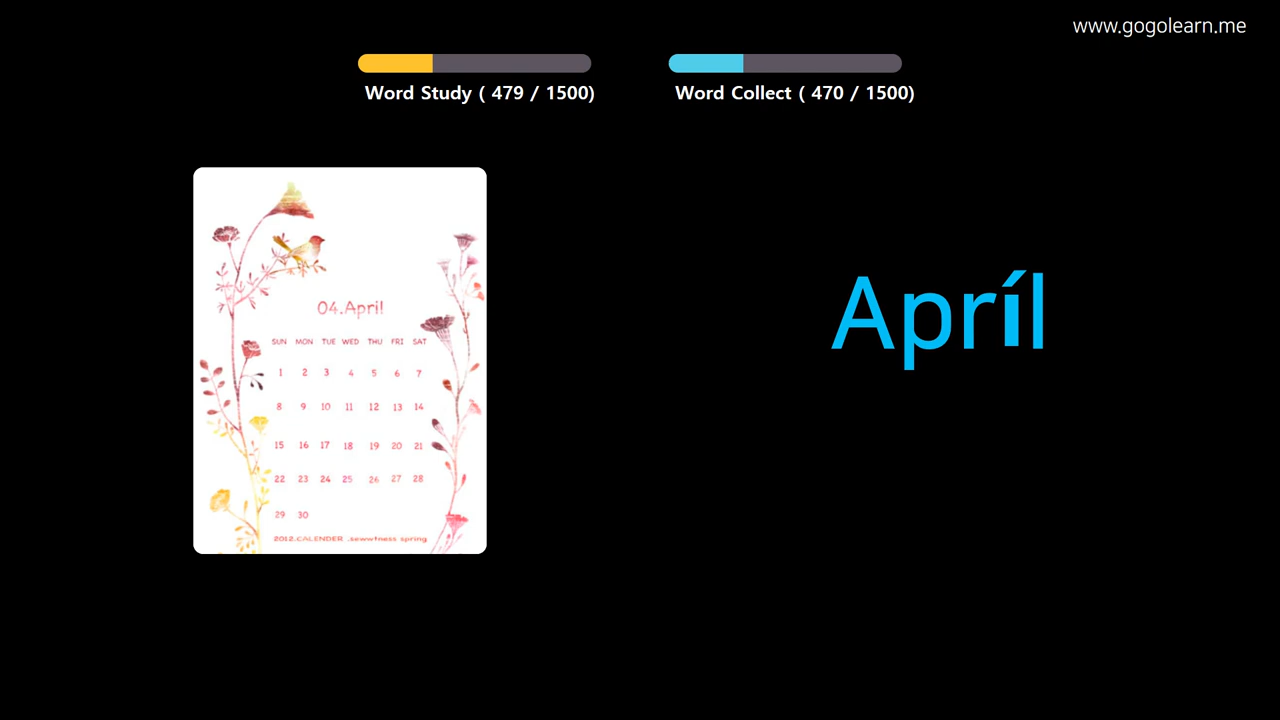 www.gogolearn.me
Word Study ( 479 / 1500)
Word Collect ( 470 / 1500)
04.April
SUN MON TUE WED THU FRI SAT
1 2 3 4 5 6 7
8 9 10 11 12 13 14
15 16 17 18 19 20 21
22 23 24 25 26 27 28
29 30
2012.CALENDER .sewwtness spring
Apríl